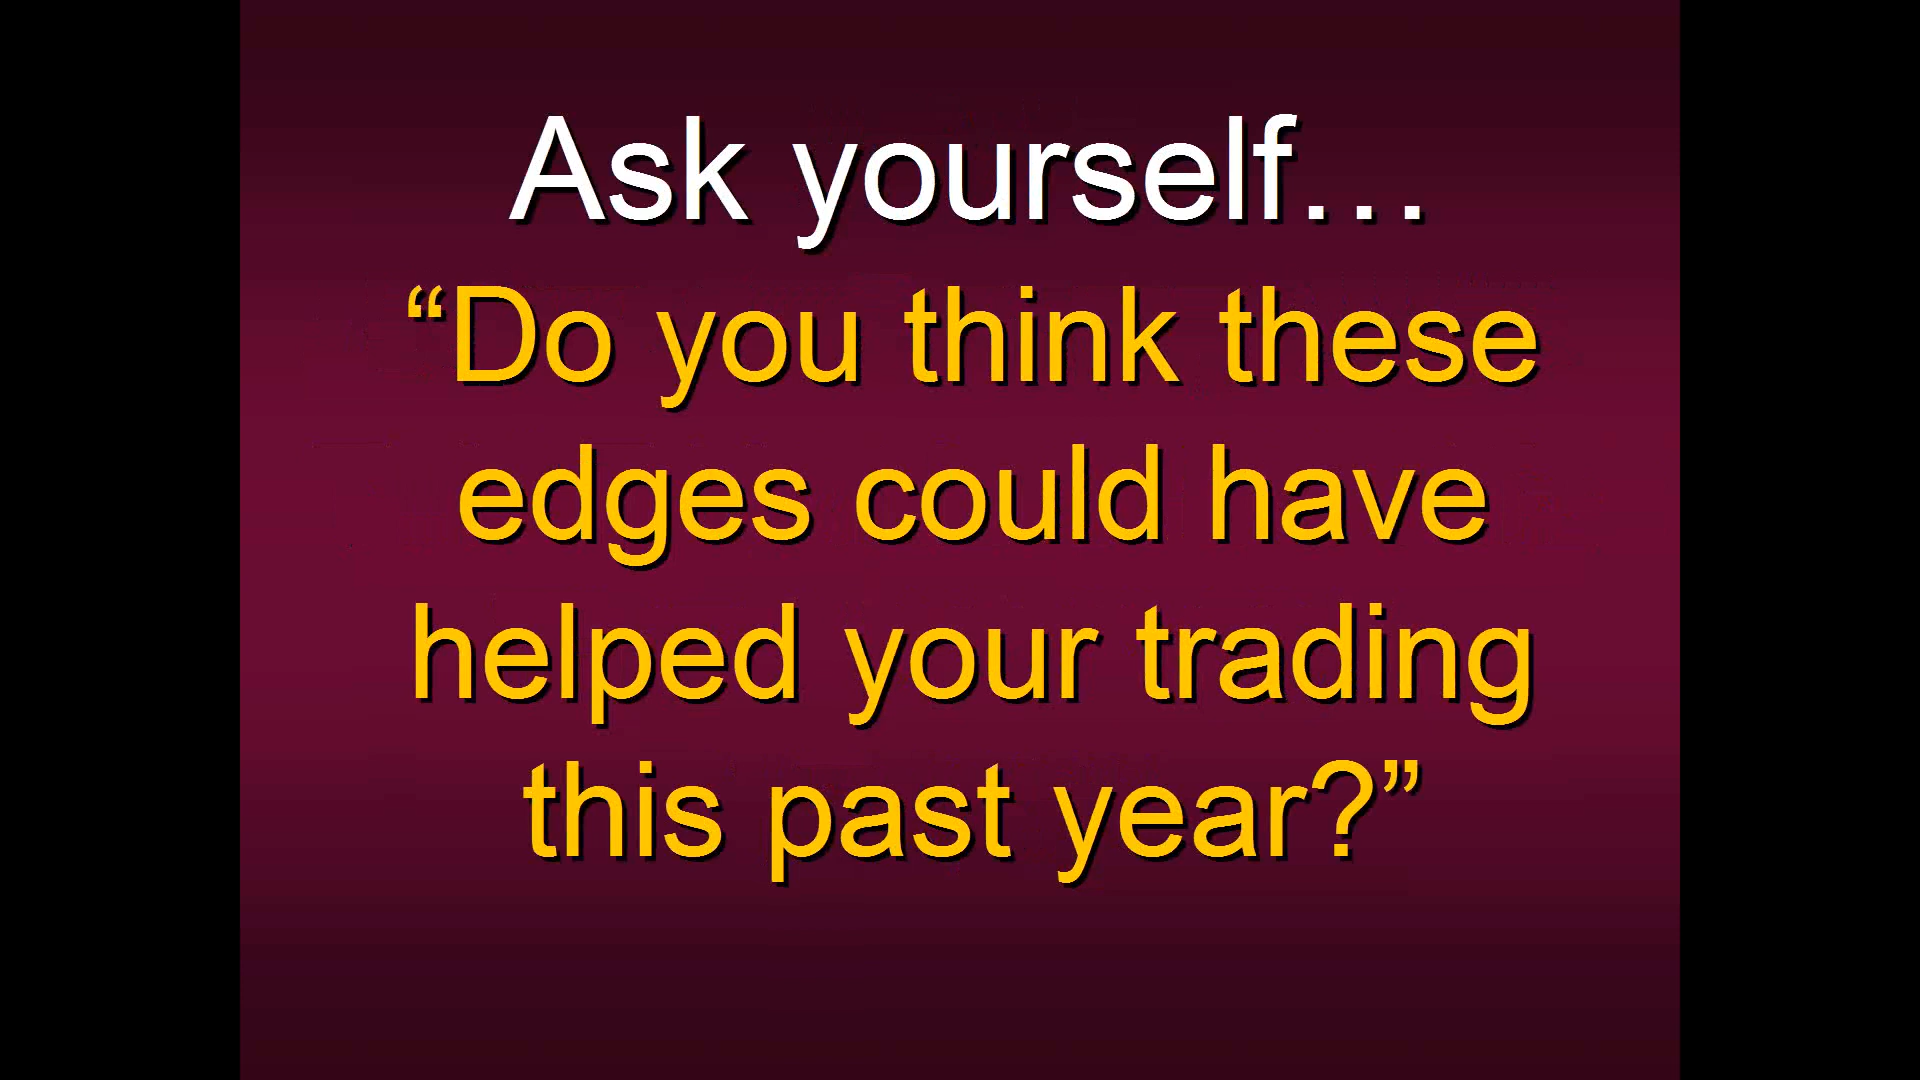 Ask yourself…
“Do you think these
edges could have
helped your trading
this past year?”